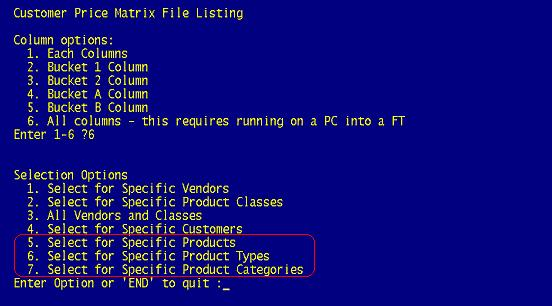 Customer Price Matrix File Listing
Column options:
1. Each Columns
2. Bucket 1 Column
3. Bucket 2 Column
4. Bucket A Column
5. Bucket B Column
6. All columns - this requires running on a PC into a FT
Enter 1-6 ?6
Selection Options
1. Select for Specific Vendors
2. Select for Specific Product Classes
3. All Vendors and Classes
4. Select for Specific Customers
5. Select for Specific Products
6. Select for Specific Product Types
7. Select for Specific Product Categories
Enter Option or 'END' to quit :_